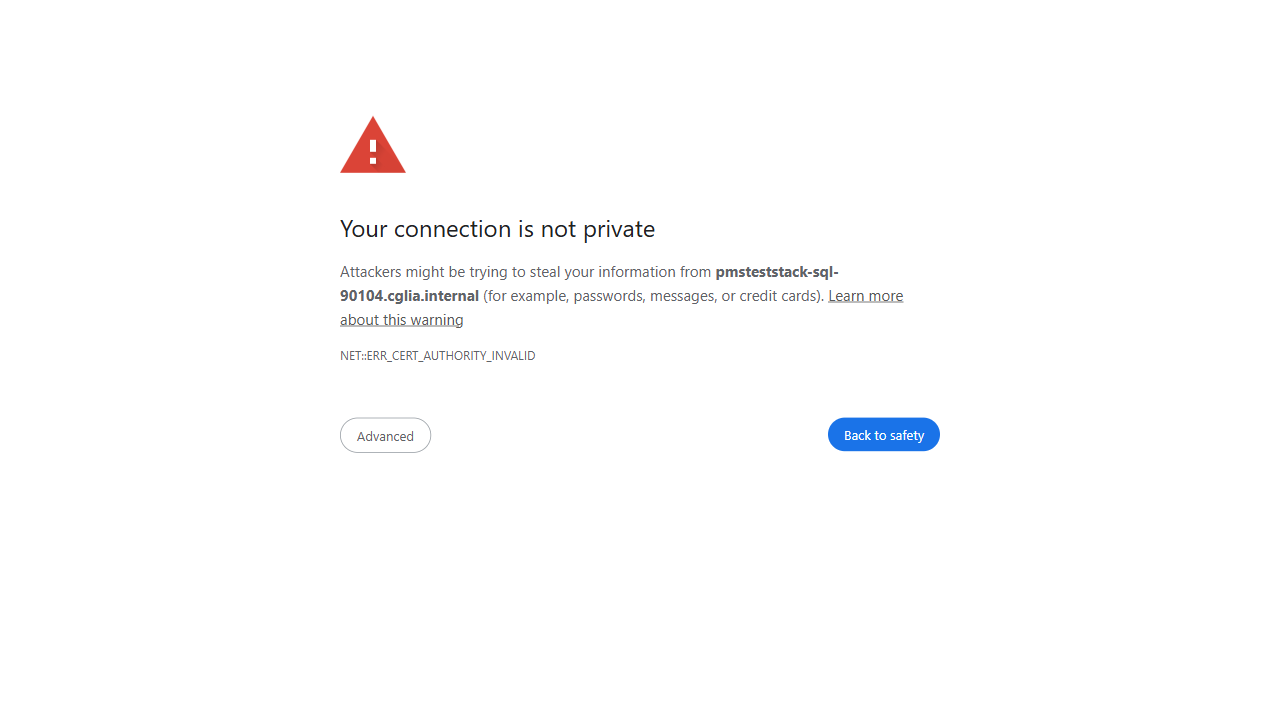 Your connection is not private
Attackers might be trying to steal your information from pmsteststack-sql-
90104.cglia.internal (for example, passwords, messages, or credit cards). Learn more
about this warning
NET::ERR_CERT_AUTHORITY_INVALID
Advanced
Back to safety